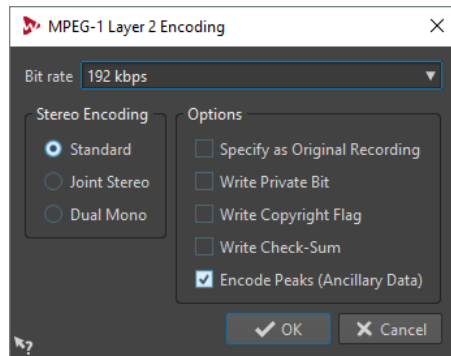 MPEG-1 Layer 2 Encoding
Bit rate 192 kbps
Stereo Encoding
Standard
Joint Stereo
Dual Mono
Options
Specify as Original Recording
Write Private Bit
Write Copyright Flag
Write Check-Sum
Encode Peaks (Ancillary Data)
OK Cancel
?